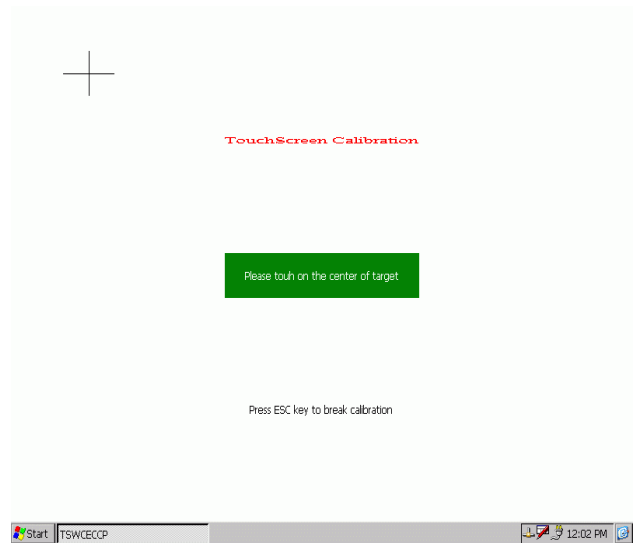 TouchScreen Calibration
Please touh on the center of target
Press ESC key to break calibration
Start TSWCECCP 12:02 PM